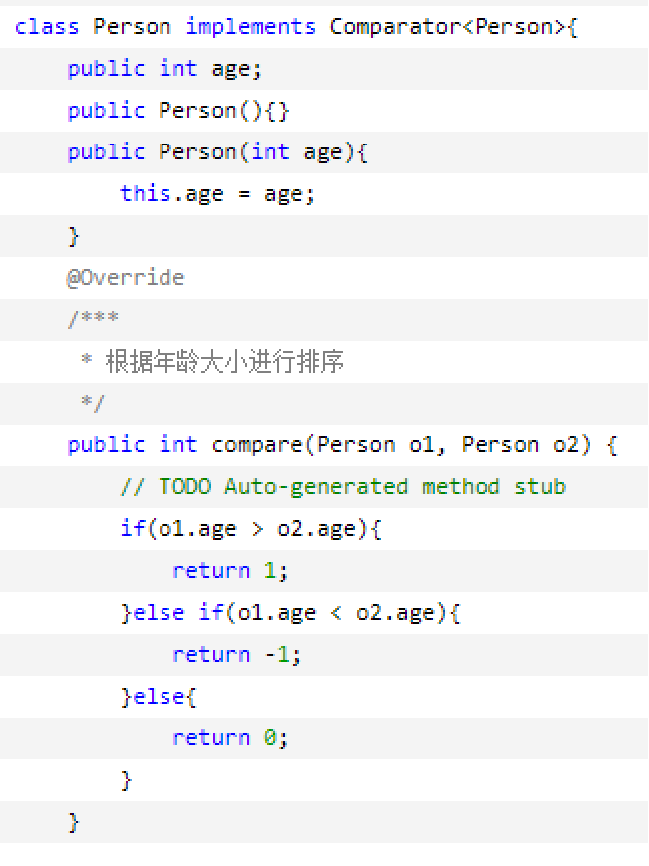 class Person implements Comparator<Person>{
    public int age;
    public Person(){}
    public Person(int age){
        this.age = age;
    }
    @Override
    /***
     * 根据年龄大小进行排序
     */
    public int compare(Person o1, Person o2) {
        // TODO Auto-generated method stub
        if(o1.age > o2.age){
            return 1;
        }else if(o1.age < o2.age){
            return -1;
        }else{
            return 0;
        }
    }